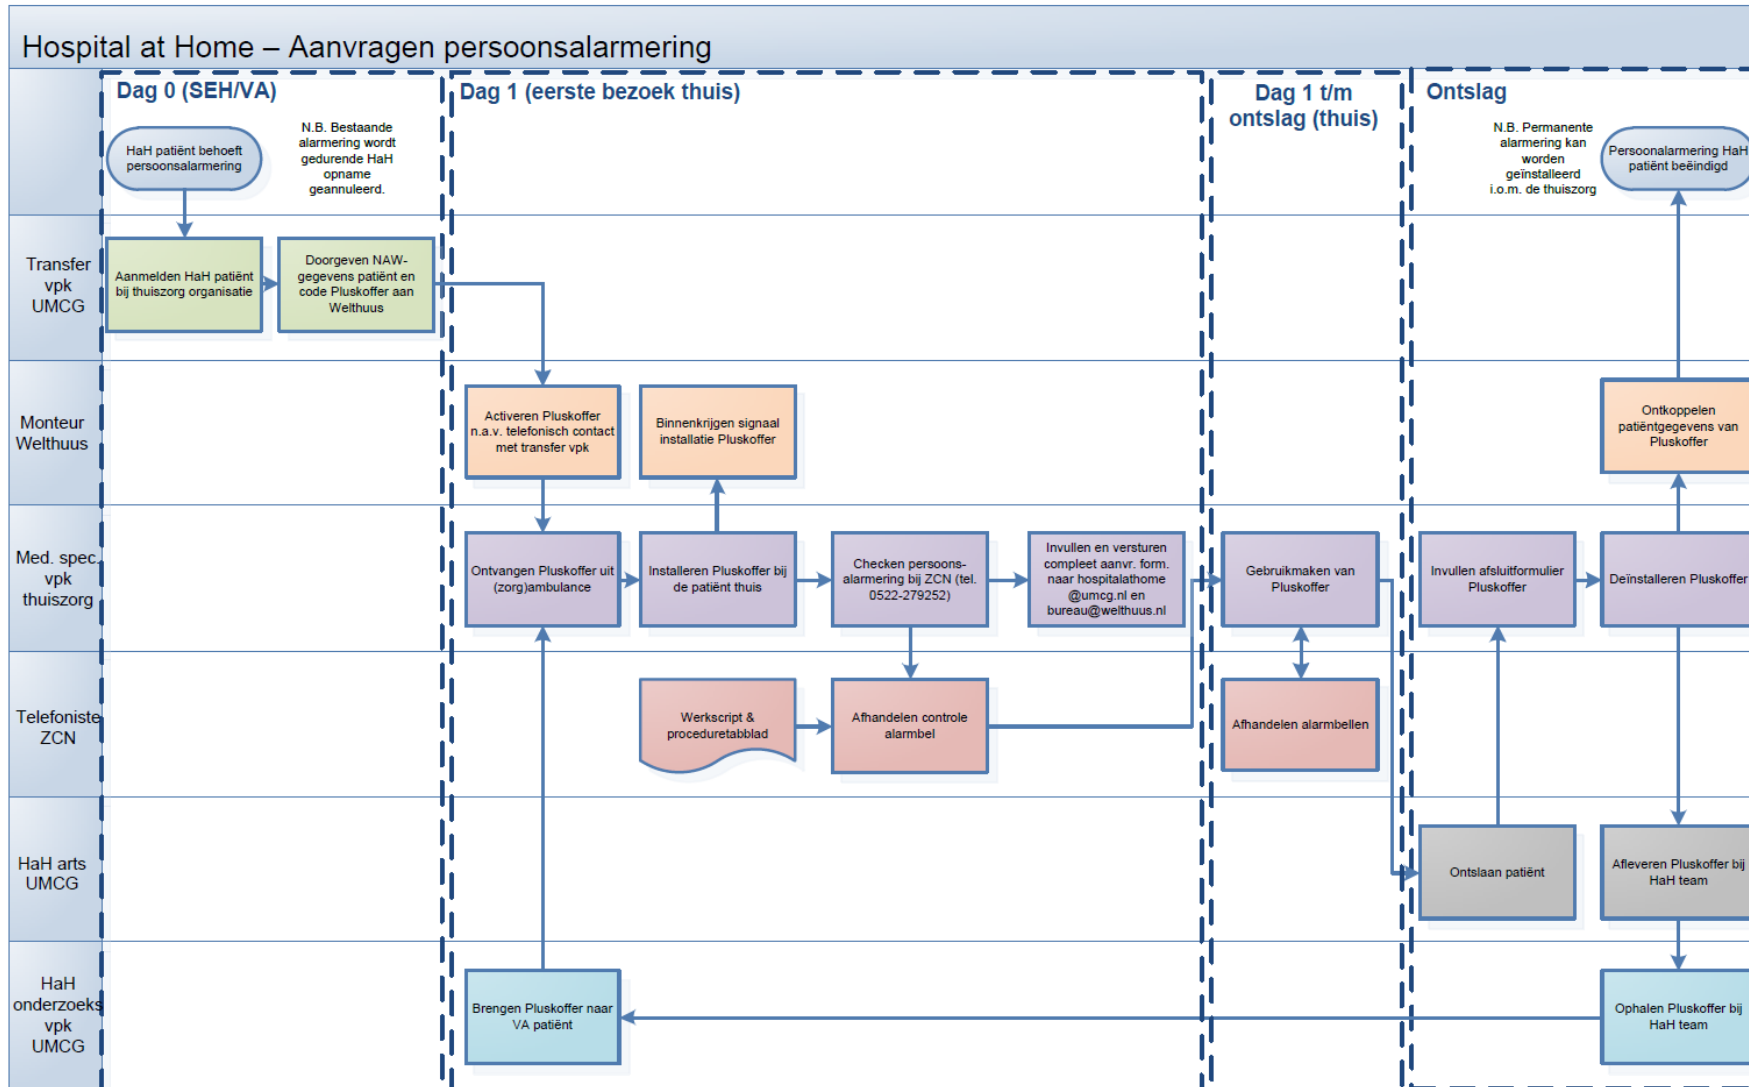 Hospital at Home – Aanvragen persoonsalarmering
Dag 0 (SEH/VA)
Dag 1 (eerste bezoek thuis)
Dag 1 t/m
ontslag (thuis)
Ontslag
HaH patiënt behoeft
persoonsalarmering
N.B. Bestaande
alarmering wordt
gedurende HaH
opname
geannuleerd.
N.B. Permanente
alarmering kan
worden
geïnstalleerd
i.o.m. de thuiszorg
Persoonalarmering HaH
patiënt beëindigd
Transfer
vpk
UMCG
Aanmelden HaH patiënt
bij thuiszorg organisatie
Doorgeven NAW-
gegevens patiënt en
code Pluskoffer aan
Welthuus
Monteur
Welthuus
Activeren Pluskoffer
n.a.v. telefonisch contact
met transfer vpk
Binnenkrijgen signaal
installatie Pluskoffer
Ontkoppelen
patiëntgegevens van
Pluskoffer
Med. spec.
vpk
thuiszorg
Ontvangen Pluskoffer uit
(zorg)ambulance
Installeren Pluskoffer bij
de patiënt thuis
Checken persoons-
alarmering bij ZCN (tel.
0522-279252)
Invullen en versturen
compleet aanvr. form.
naar hospitalathome
@umcg.nl en
bureau@welthuus.nl
Gebruikmaken van
Pluskoffer
Invullen afsluitformulier
Pluskoffer
Deïnstalleren Pluskoffer
Telefoniste
ZCN
Werkscript &
proceduretabblad
Afhandelen controle
alarmbel
Afhandelen alarmbellen
HaH arts
UMCG
Ontslaan patiënt
Afleveren Pluskoffer bij
HaH team
HaH
onderzoeks
vpk
UMCG
Brengen Pluskoffer naar
VA patiënt
Ophalen Pluskoffer bij
HaH team